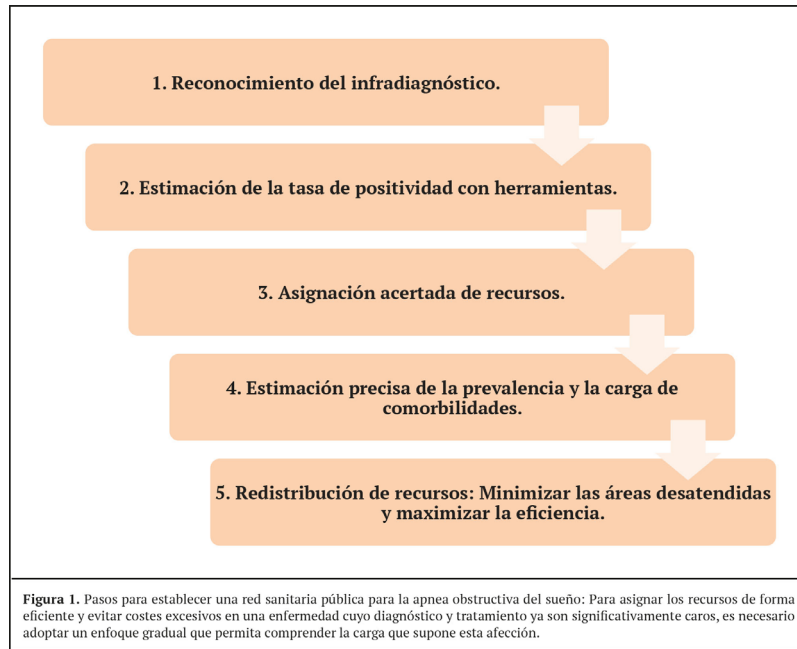 1. Reconocimiento del infradiagnóstico.
2. Estimación de la tasa de positividad con herramientas.
3. Asignación acertada de recursos.
4. Estimación precisa de la prevalencia y la carga de
comorbilidades.
5. Redistribución de recursos: Minimizar las áreas desatendidas
y maximizar la eficiencia.
Figura 1. Pasos para establecer una red sanitaria pública para la apnea obstructiva del sueño: Para asignar los recursos de forma
eficiente y evitar costes excesivos en una enfermedad cuyo diagnóstico y tratamiento ya son significativamente caros, es necesario
adoptar un enfoque gradual que permita comprender la carga que supone esta afección.